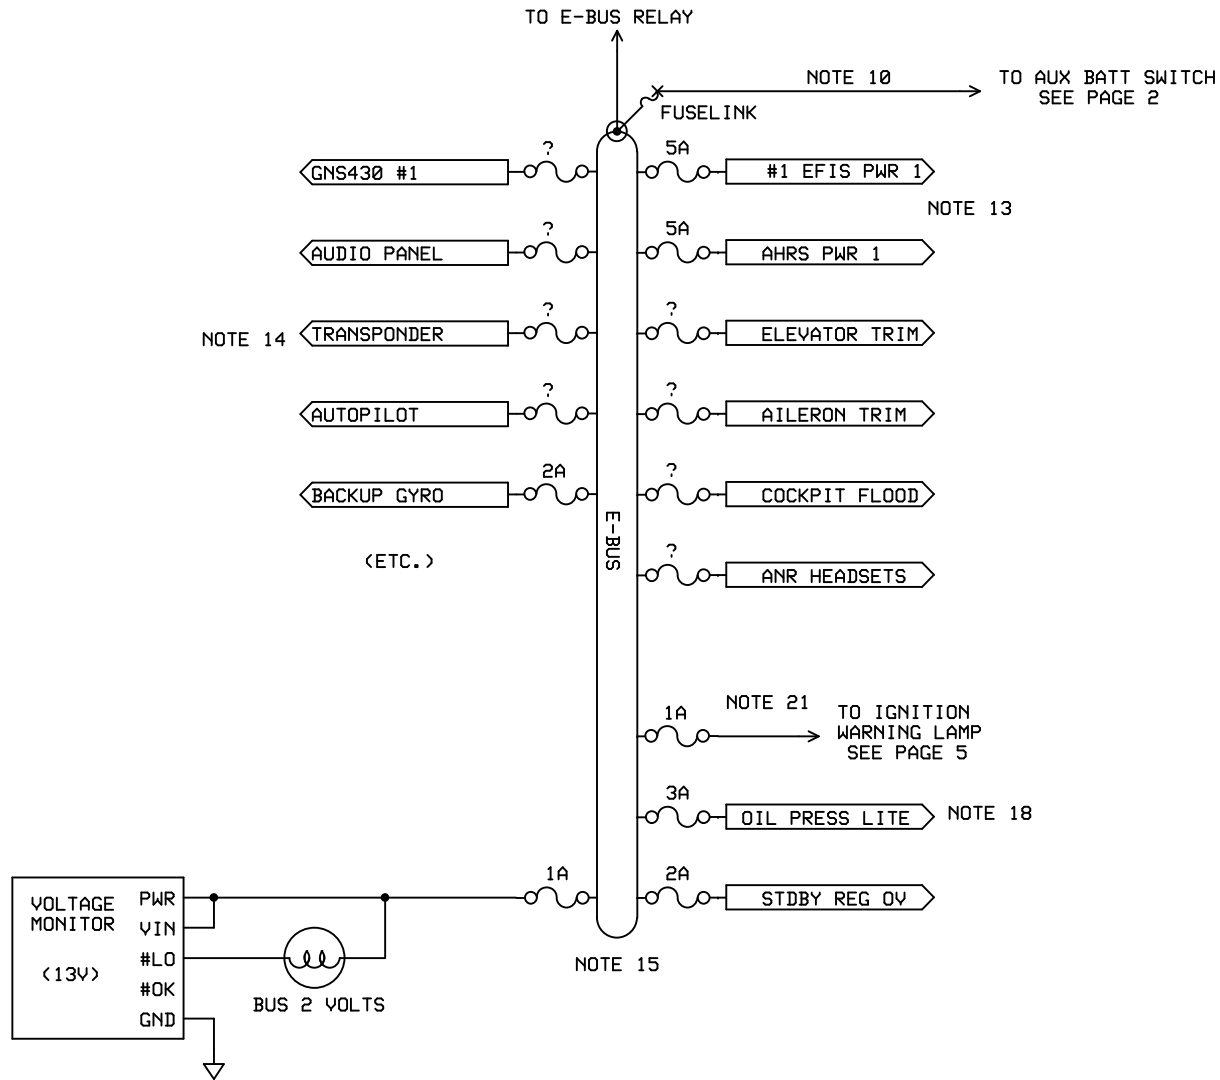 TO E-BUS RELAY
NOTE 10
TO AUX BATT SWITCH
SEE PAGE 2
FUSELINK
?
5A
GNS430 #1
#1 EFIS PWR 1
NOTE 13
?
5A
AUDIO PANEL
AHRS PWR 1
?
?
NOTE 14
TRANSPONDER
ELEVATOR TRIM
?
?
AUTOPILOT
AILERON TRIM
2A
?
BACKUP GYRO
COCKPIT FLOOD
E-BUS
(ETC.)
?
ANR HEADSETS
1A
NOTE 21
TO IGNITION
WARNING LAMP
SEE PAGE 5
3A
OIL PRESS LITE
NOTE 18
1A
2A
STDBY REG OV
VOLTAGE
MONITOR
(13V)
PWR
VIN
#LO
#OK
GND
BUS 2 VOLTS
NOTE 15